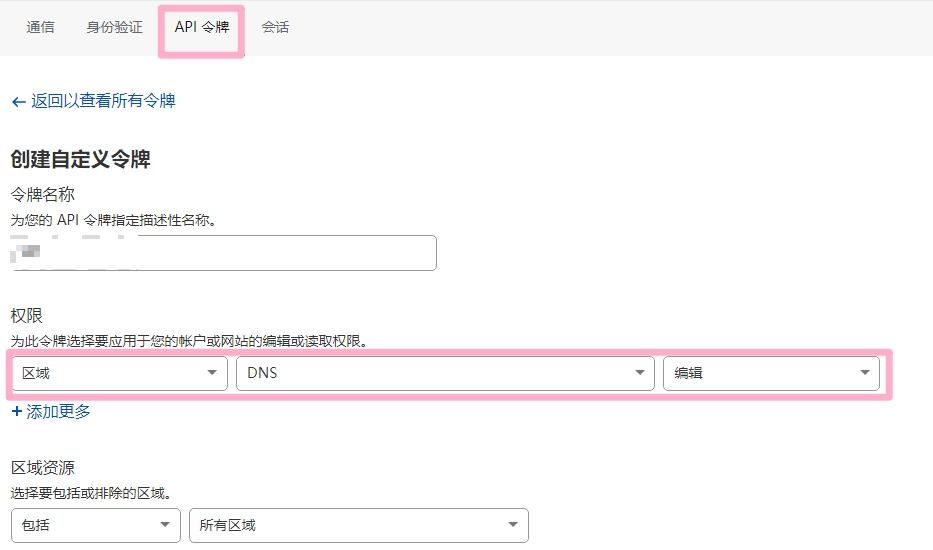 通信 身份验证 API 令牌 会话
← 返回以查看所有令牌
创建自定义令牌
令牌名称
为您的 API 令牌指定描述性名称。
权限
为此令牌选择要应用于您的帐户或网站的编辑或读取权限。
区域 DNS 编辑
+ 添加更多
区域资源
选择要包括或排除的区域。
包括 所有区域